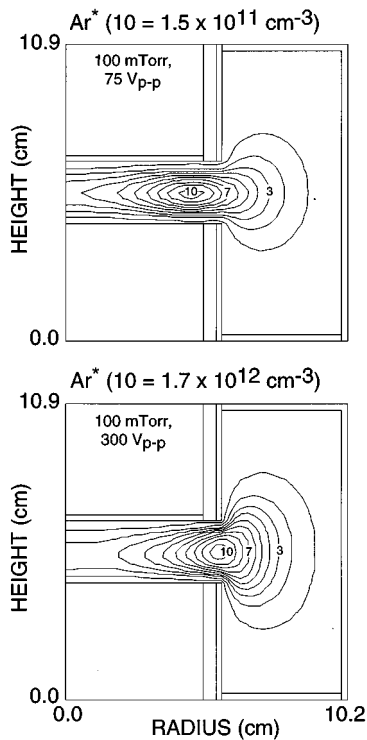 Ar* (10 = 1.5 x 10^11 cm-3)
10.9
100 mTorr,
75 Vp-p
HEIGHT (cm)
10 7 3
0.0
Ar* (10 = 1.7 x 10^12 cm-3)
10.9
100 mTorr,
300 Vp-p
HEIGHT (cm)
10 7 3
0.0
0.0 10.2
RADIUS (cm)